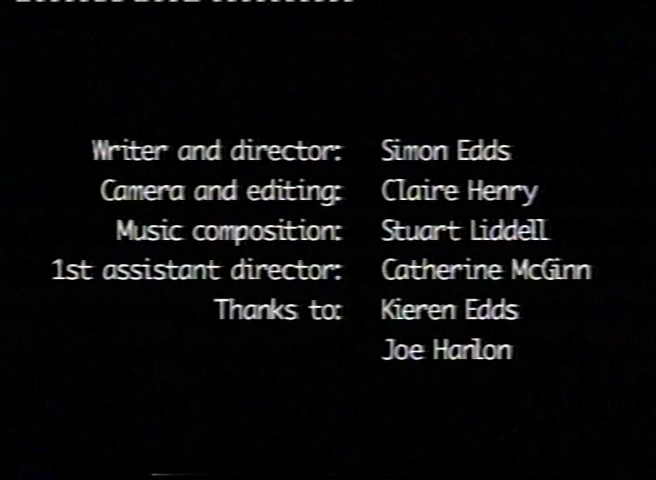 Writer and director: Simon Edds
Camera and editing: Claire Henry
Music composition: Stuart Liddell
1st assistant director: Catherine McGinn
Thanks to: Kieren Edds
Joe Hanlon